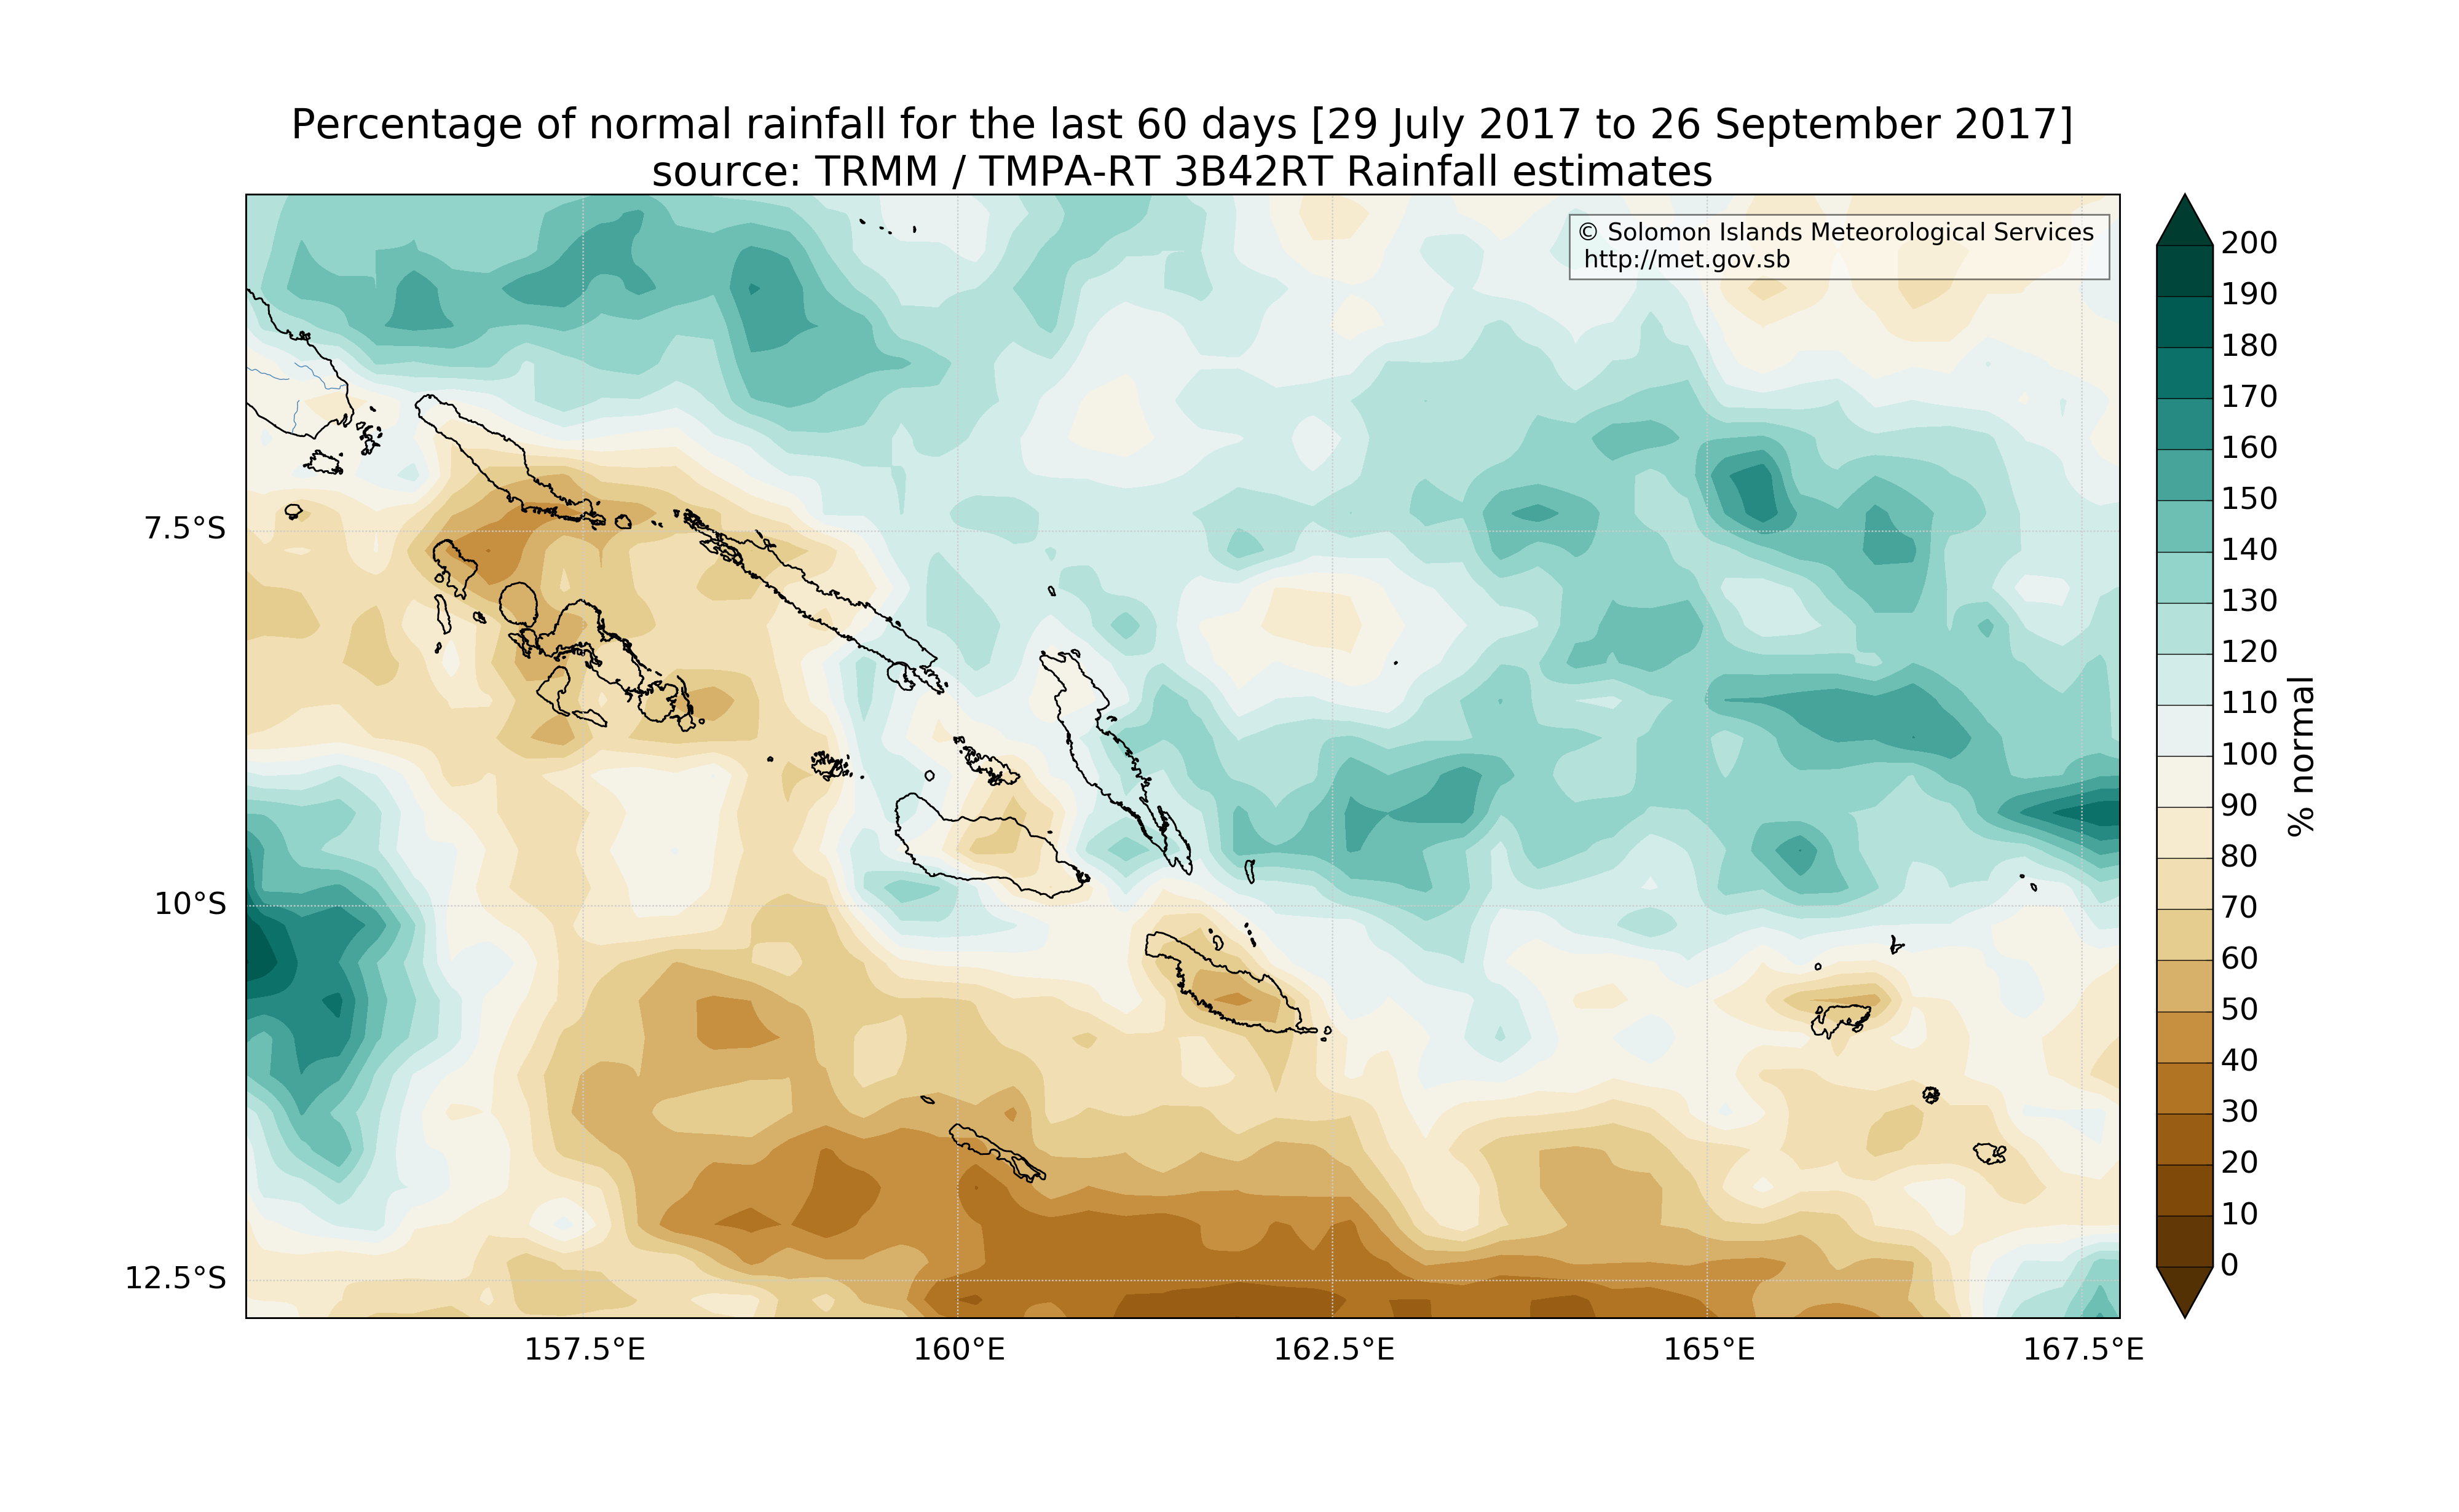 Percentage of normal rainfall for the last 60 days [29 July 2017 to 26 September 2017]
source: TRMM / TMPA-RT 3B42RT Rainfall estimates
© Solomon Islands Meteorological Services
http://met.gov.sb
7.5°S
10°S
12.5°S
157.5°E
160°E
162.5°E
165°E
167.5°E
200
190
180
170
160
150
140
130
120
110
100
90
80
70
60
50
40
30
20
10
0
% normal